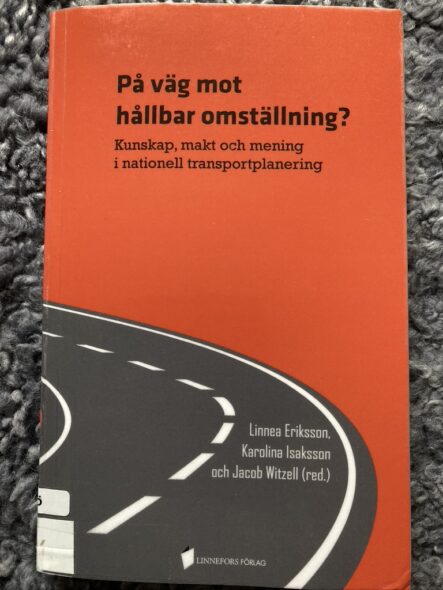 På väg mot
hållbar omställning?
Kunskap, makt och mening
i nationell transportplanering
Linnea Eriksson,
Karolina Isaksson
och Jacob Witzell (red.)
LINNEFORS FÖRLAG